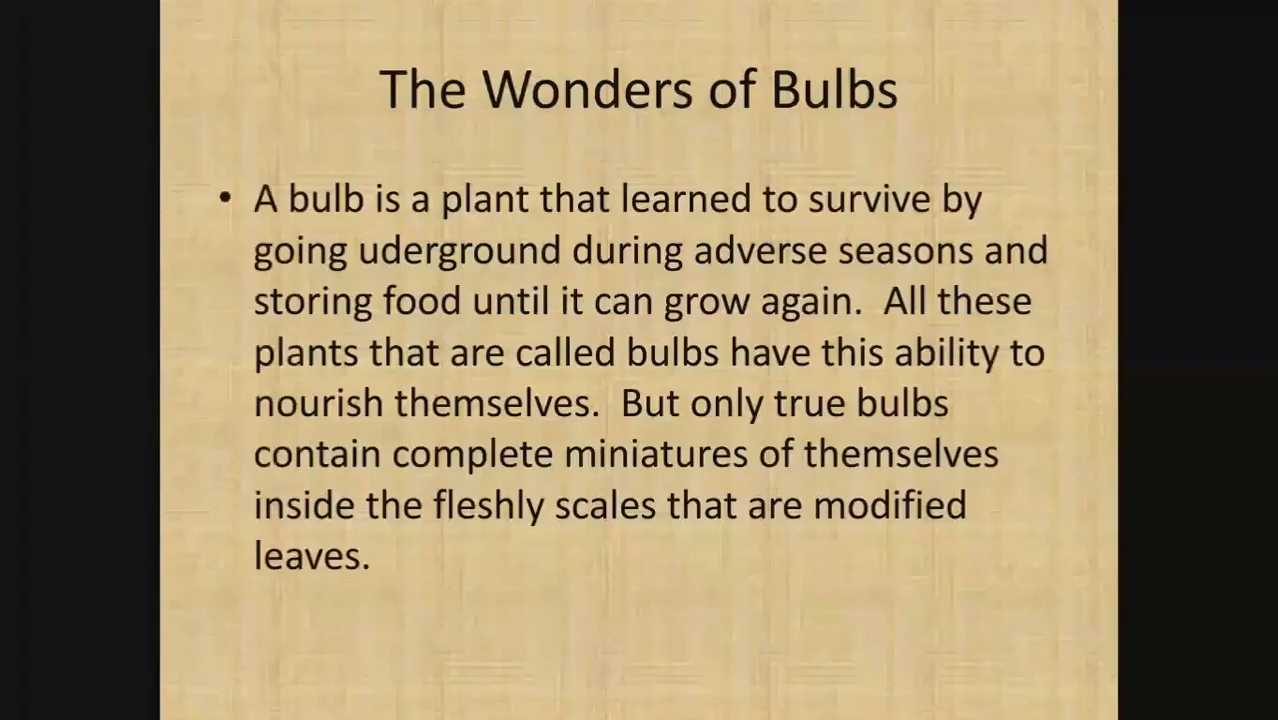 The Wonders of Bulbs
• A bulb is a plant that learned to survive by
going uderground during adverse seasons and
storing food until it can grow again.  All these
plants that are called bulbs have this ability to
nourish themselves.  But only true bulbs
contain complete miniatures of themselves
inside the fleshly scales that are modified
leaves.